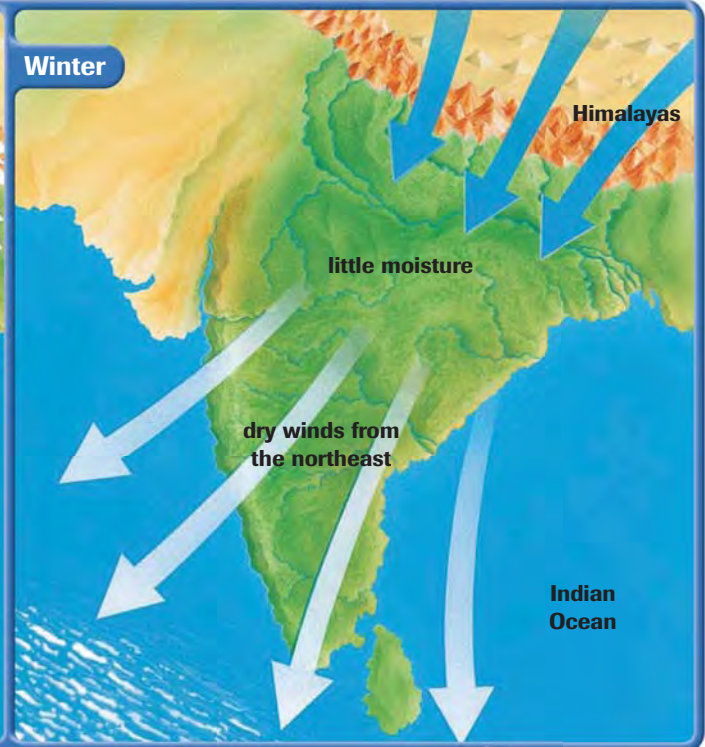 Winter
Himalayas
little moisture
dry winds from
the northeast
Indian
Ocean